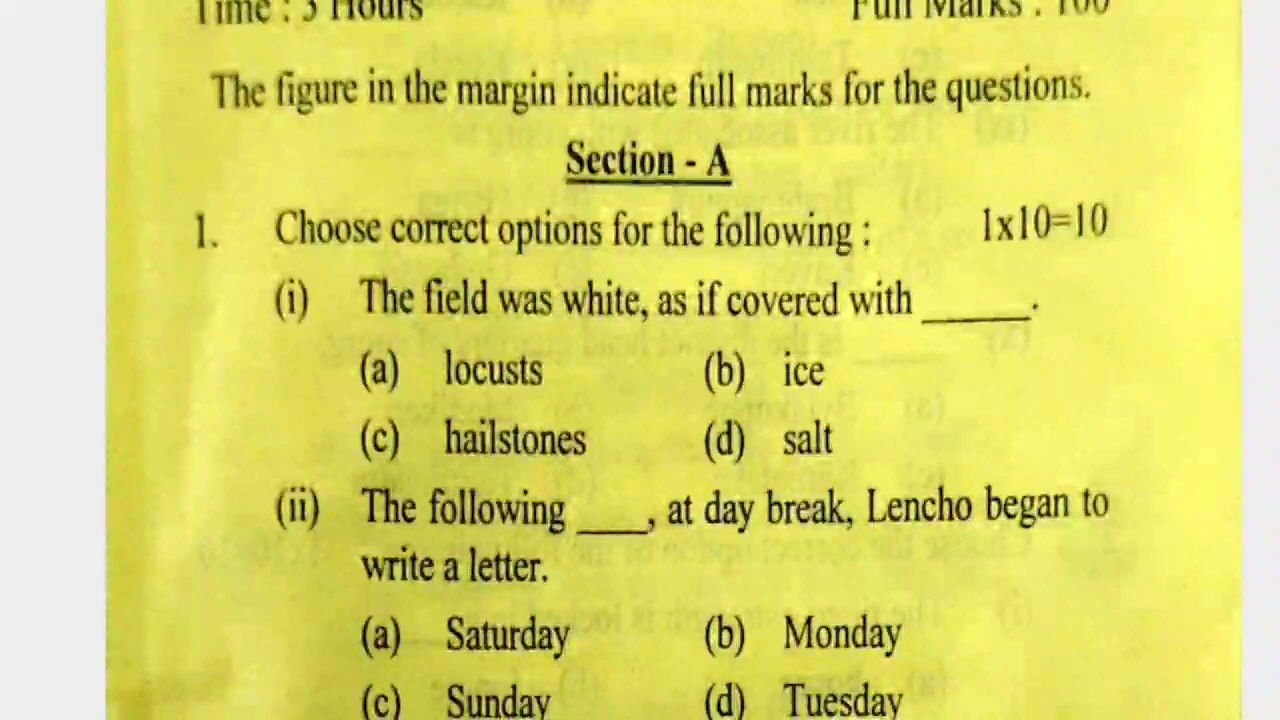 Time : 3 Hours Full Marks : 100
The figure in the margin indicate full marks for the questions.
Section - A
1. Choose correct options for the following : 1x10=10
(i) The field was white, as if covered with _____.
(a) locusts (b) ice
(c) hailstones (d) salt
(ii) The following ___, at day break, Lencho began to
write a letter.
(a) Saturday (b) Monday
(c) Sunday (d) Tuesday